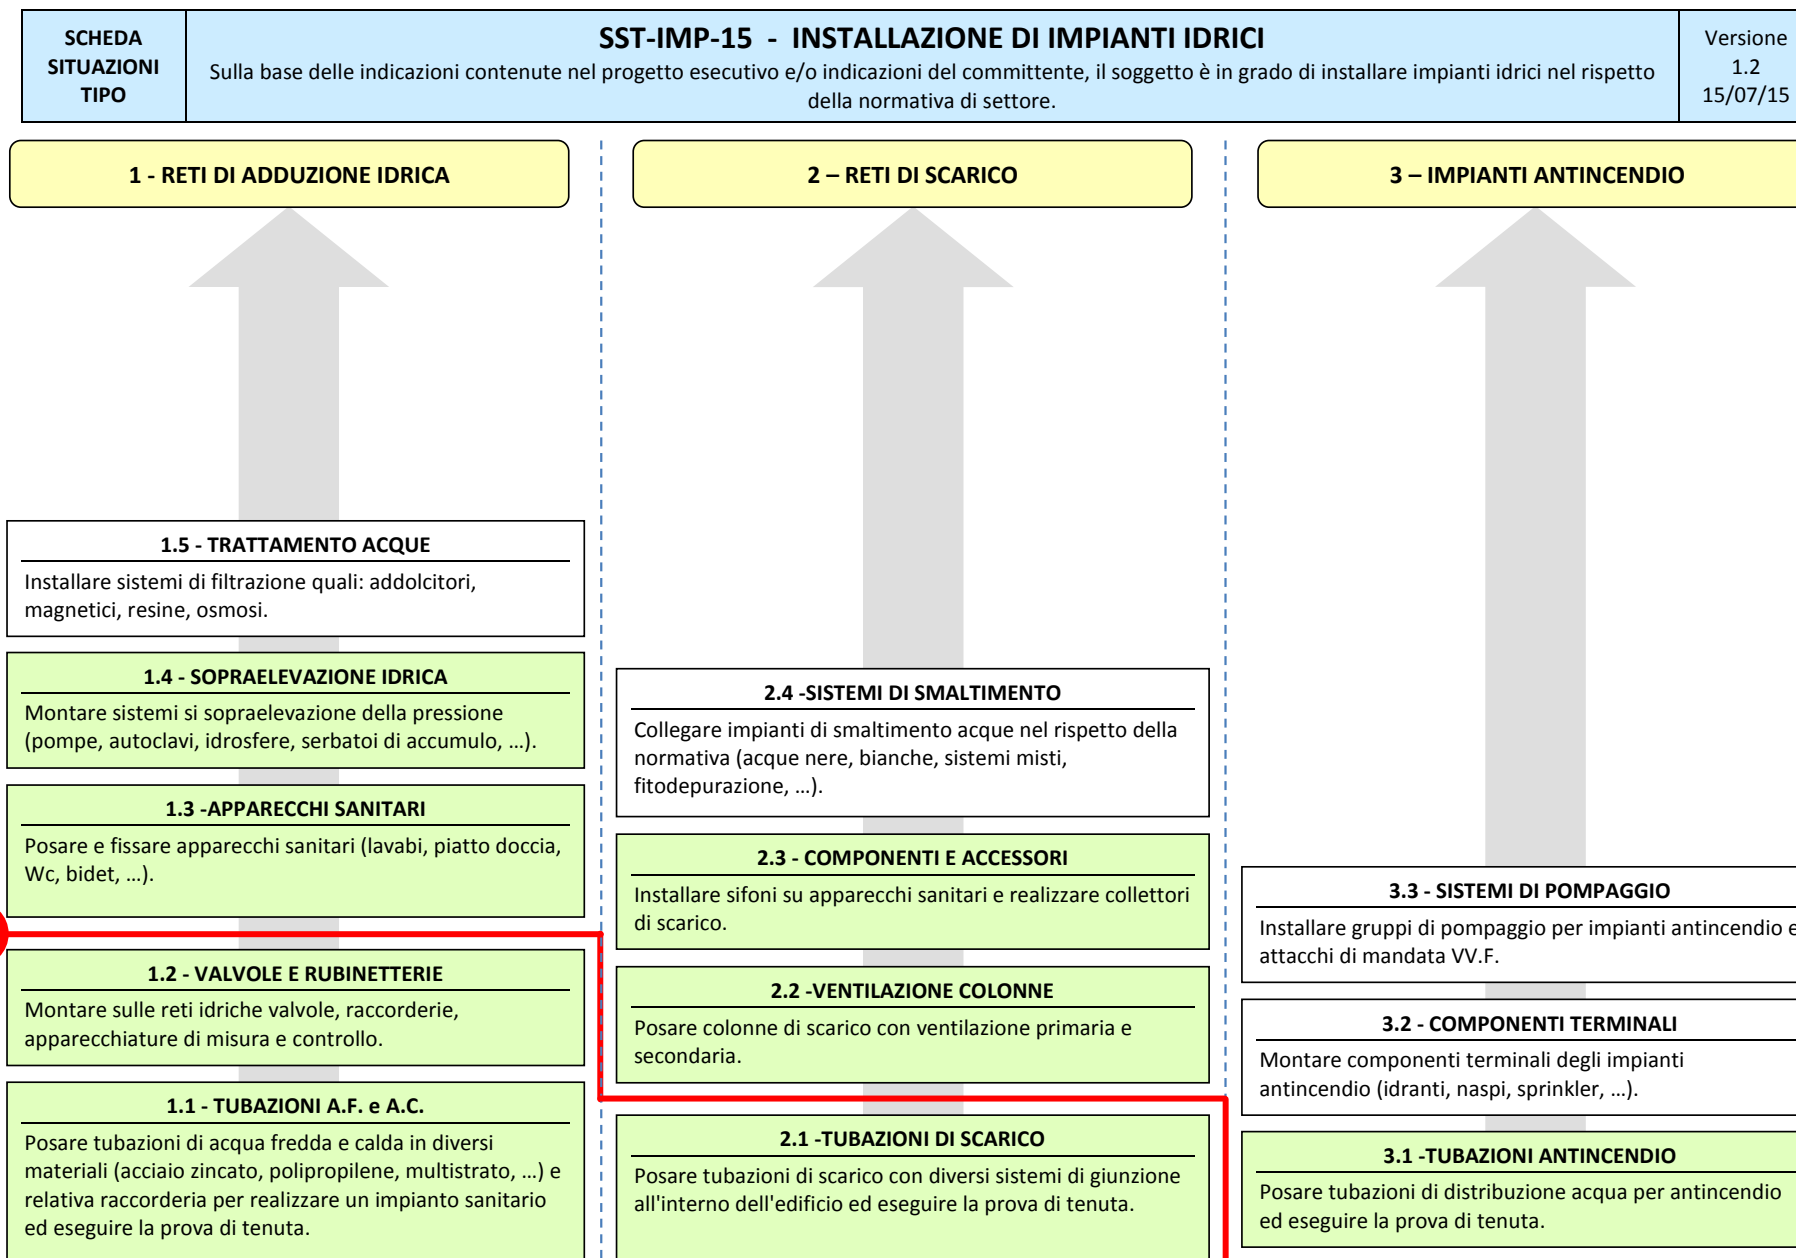 SCHEDA
SITUAZIONI
TIPO
SST-IMP-15 - INSTALLAZIONE DI IMPIANTI IDRICI
Sulla base delle indicazioni contenute nel progetto esecutivo e/o indicazioni del committente, il soggetto è in grado di installare impianti idrici nel rispetto
della normativa di settore.
Versione
1.2
15/07/15
1 - RETI DI ADDUZIONE IDRICA
1.5 - TRATTAMENTO ACQUE
Installare sistemi di filtrazione quali: addolcitori,
magnetici, resine, osmosi.
1.4 - SOPRAELEVAZIONE IDRICA
Montare sistemi si sopraelevazione della pressione
(pompe, autoclavi, idrosfere, serbatoi di accumulo, …).
1.3 -APPARECCHI SANITARI
Posare e fissare apparecchi sanitari (lavabi, piatto doccia,
Wc, bidet, …).
1.2 - VALVOLE E RUBINETTERIE
Montare sulle reti idriche valvole, raccorderie,
apparecchiature di misura e controllo.
1.1 - TUBAZIONI A.F. e A.C.
Posare tubazioni di acqua fredda e calda in diversi
materiali (acciaio zincato, polipropilene, multistrato, …) e
relativa raccorderia per realizzare un impianto sanitario
ed eseguire la prova di tenuta.
2 – RETI DI SCARICO
2.4 -SISTEMI DI SMALTIMENTO
Collegare impianti di smaltimento acque nel rispetto della
normativa (acque nere, bianche, sistemi misti,
fitodepurazione, …).
2.3 - COMPONENTI E ACCESSORI
Installare sifoni su apparecchi sanitari e realizzare collettori
di scarico.
2.2 -VENTILAZIONE COLONNE
Posare colonne di scarico con ventilazione primaria e
secondaria.
2.1 -TUBAZIONI DI SCARICO
Posare tubazioni di scarico con diversi sistemi di giunzione
all'interno dell'edificio ed eseguire la prova di tenuta.
3 – IMPIANTI ANTINCENDIO
3.3 - SISTEMI DI POMPAGGIO
Installare gruppi di pompaggio per impianti antincendio e
attacchi di mandata VV.F.
3.2 - COMPONENTI TERMINALI
Montare componenti terminali degli impianti
antincendio (idranti, naspi, sprinkler, …).
3.1 -TUBAZIONI ANTINCENDIO
Posare tubazioni di distribuzione acqua per antincendio
ed eseguire la prova di tenuta.